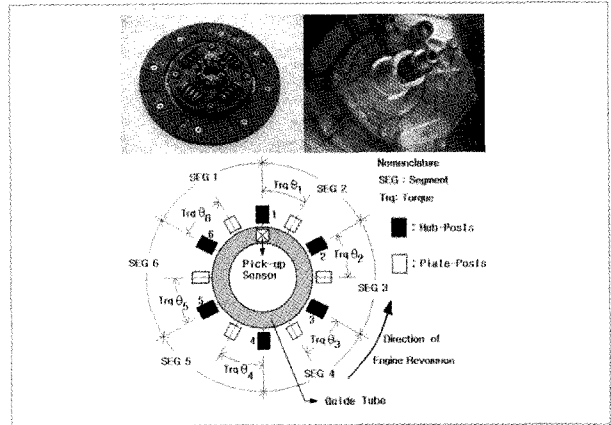 Nomenclature
SEG : Segment
Trq: Torque
: Hub-Posts
: Plate-Posts
SEG 1
SEG 2
SEG 3
SEG 4
SEG 5
SEG 6
Trq θ1
Trq θ2
Trq θ3
Trq θ4
Trq θ5
Trq θ6
1
2
3
4
5
6
Pick-up
Sensor
Direction of
Engine
Guide Tube